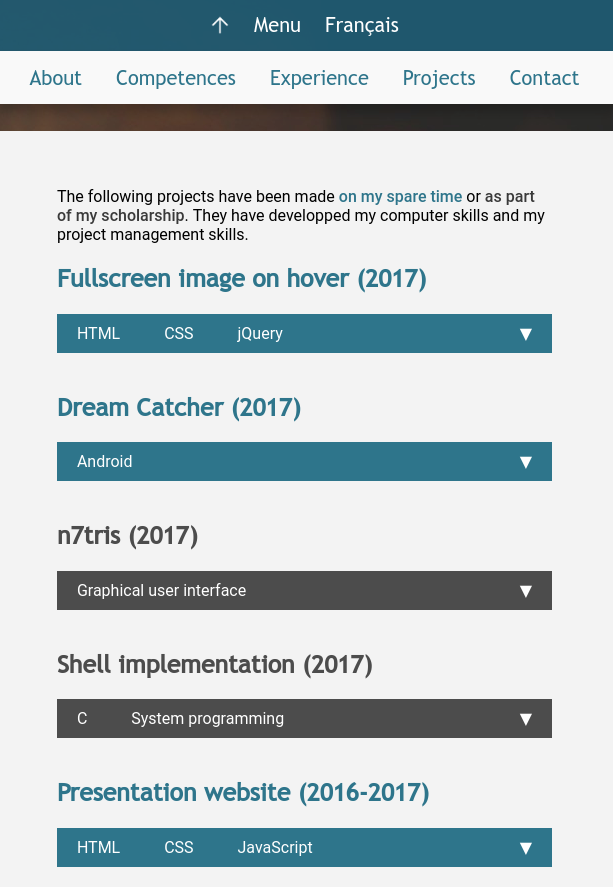 ↑ Menu Français
About Competences Experience Projects Contact
The following projects have been made on my spare time or as part
of my scholarship. They have developped my computer skills and my
project management skills.
Fullscreen image on hover (2017)
HTML CSS jQuery ▼
Dream Catcher (2017)
Android ▼
n7tris (2017)
Graphical user interface ▼
Shell implementation (2017)
C System programming ▼
Presentation website (2016-2017)
HTML CSS JavaScript ▼